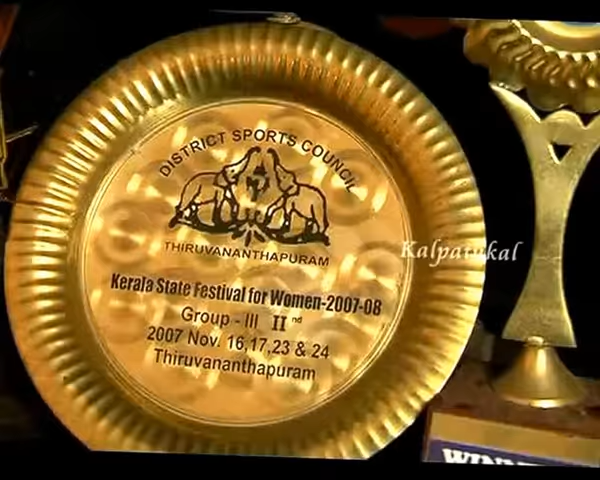 DISTRICT SPORTS COUNCIL
THIRUVANANTHAPURAM
Kerala State Festival for Women-2007-08
Group - III II nd
2007 Nov. 16,17,23 & 24
Thiruvananthapuram